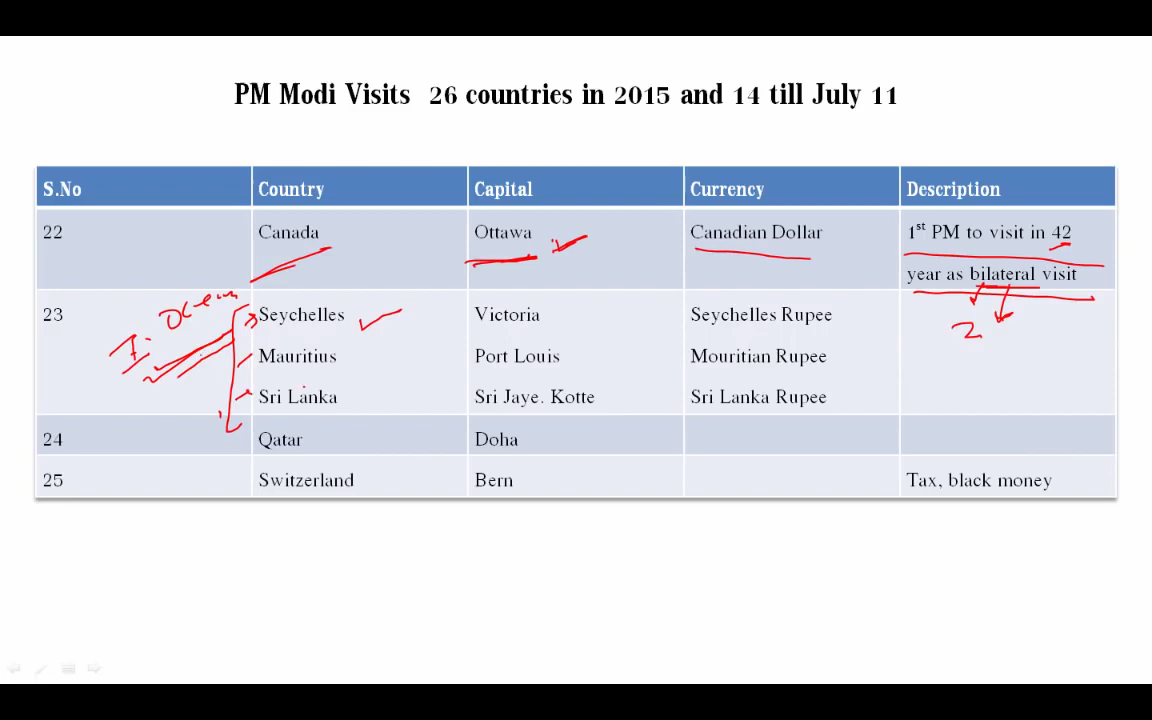 PM Modi Visits 26 countries in 2015 and 14 till July 11
S.No Country Capital Currency Description
22 Canada Ottawa Canadian Dollar 1st PM to visit in 42
year as bilateral visit
I. Ocean
2
23 Seychelles Victoria Seychelles Rupee
Mauritius Port Louis Mouritian Rupee
Sri Lanka Sri Jaye. Kotte Sri Lanka Rupee
24 Qatar Doha
25 Switzerland Bern Tax, black money